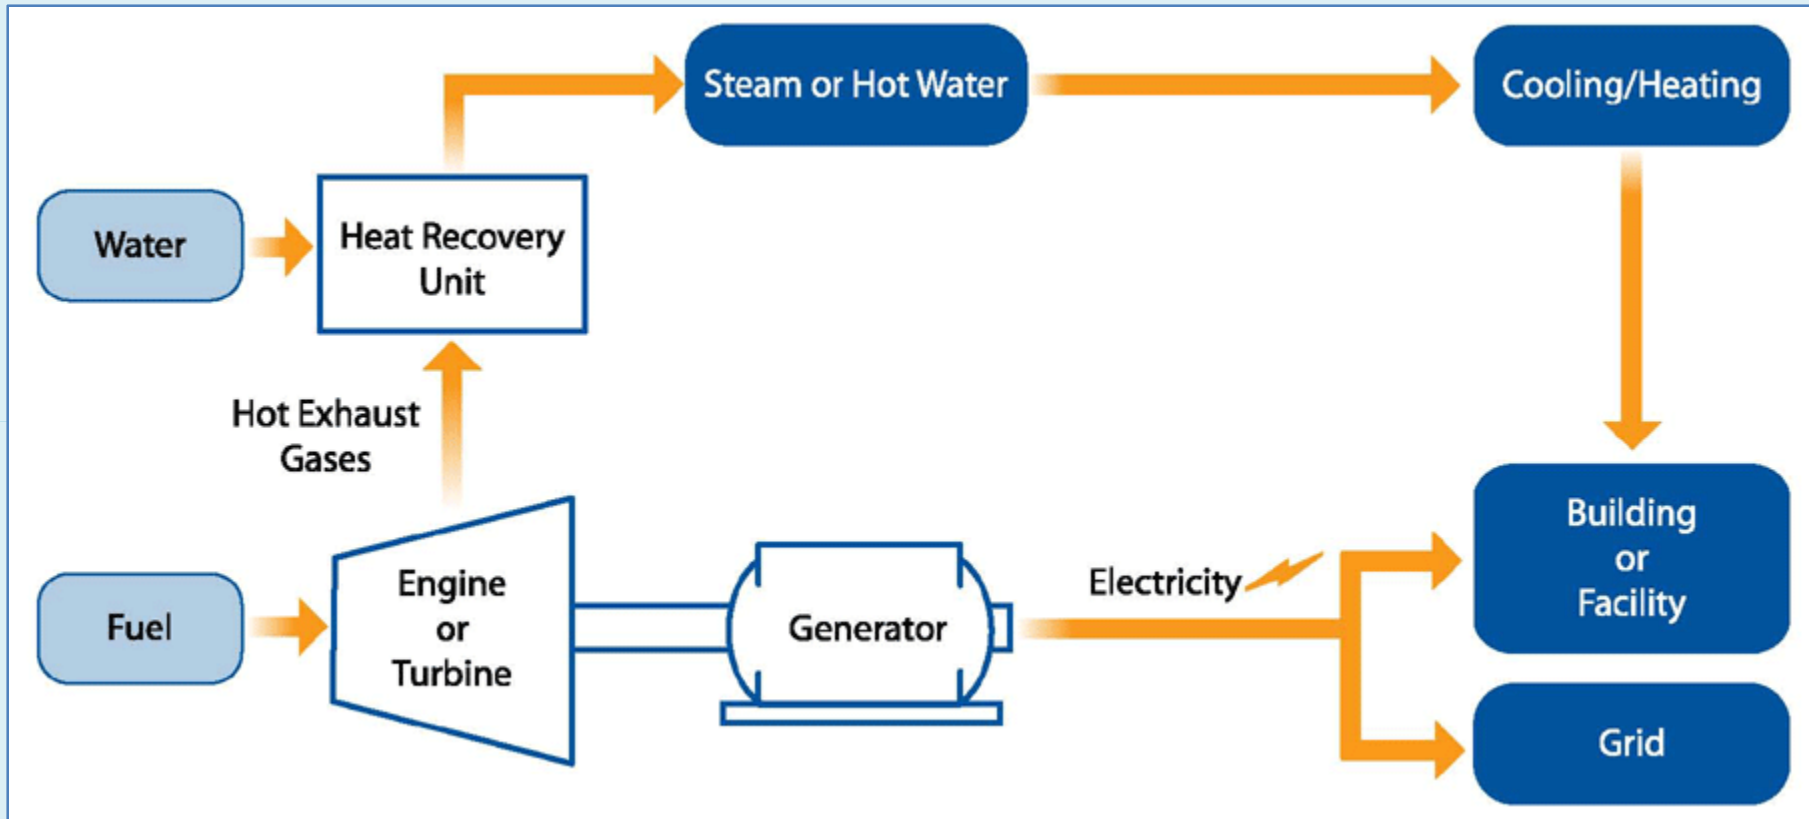 Steam or Hot Water
Cooling/Heating
Water
Heat Recovery
Unit
Hot Exhaust
Gases
Fuel
Engine
or
Turbine
Generator
Electricity
Building
or
Facility
Grid